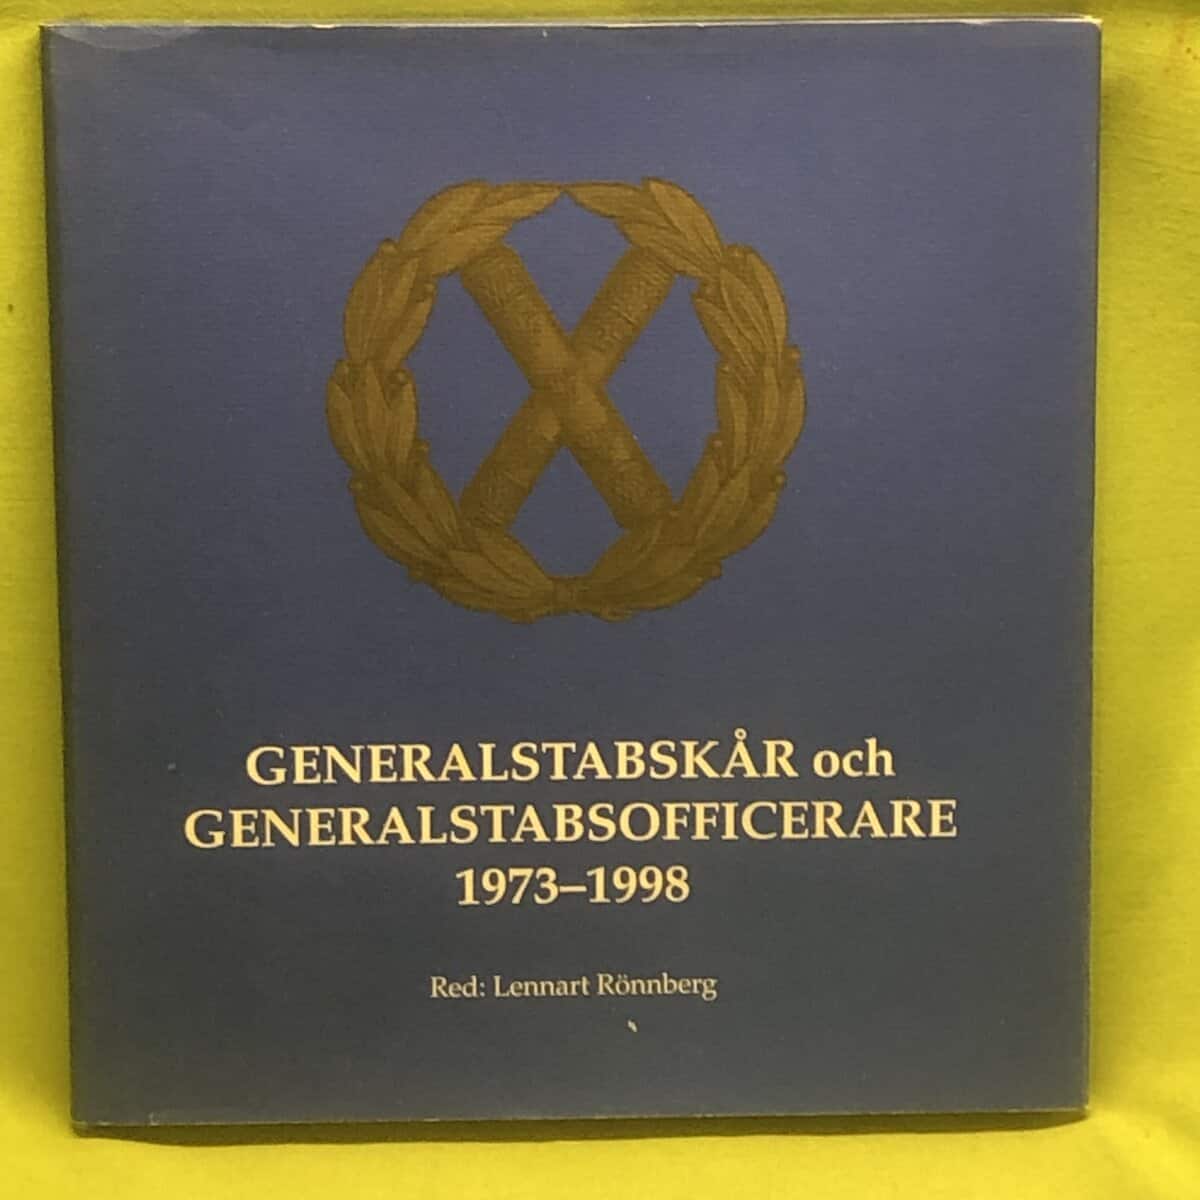 GENERALSTABSKÅR och
GENERALSTABSOFFICERARE
1973–1998
Red: Lennart Rönnberg